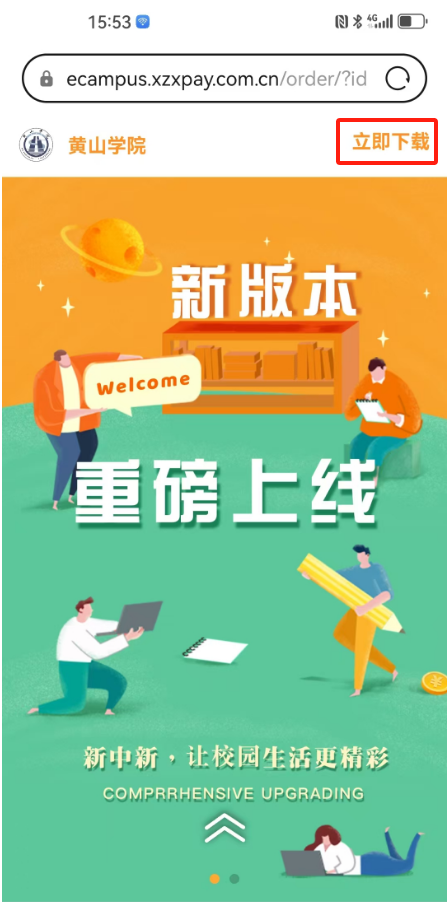 15:53
4G
ecampus.xzxpay.com.cn/order/?id
黄山学院
立即下载
新版本
Welcome
重磅上线
新中新，让校园生活更精彩
COMPRRHENSIVE UPGRADING